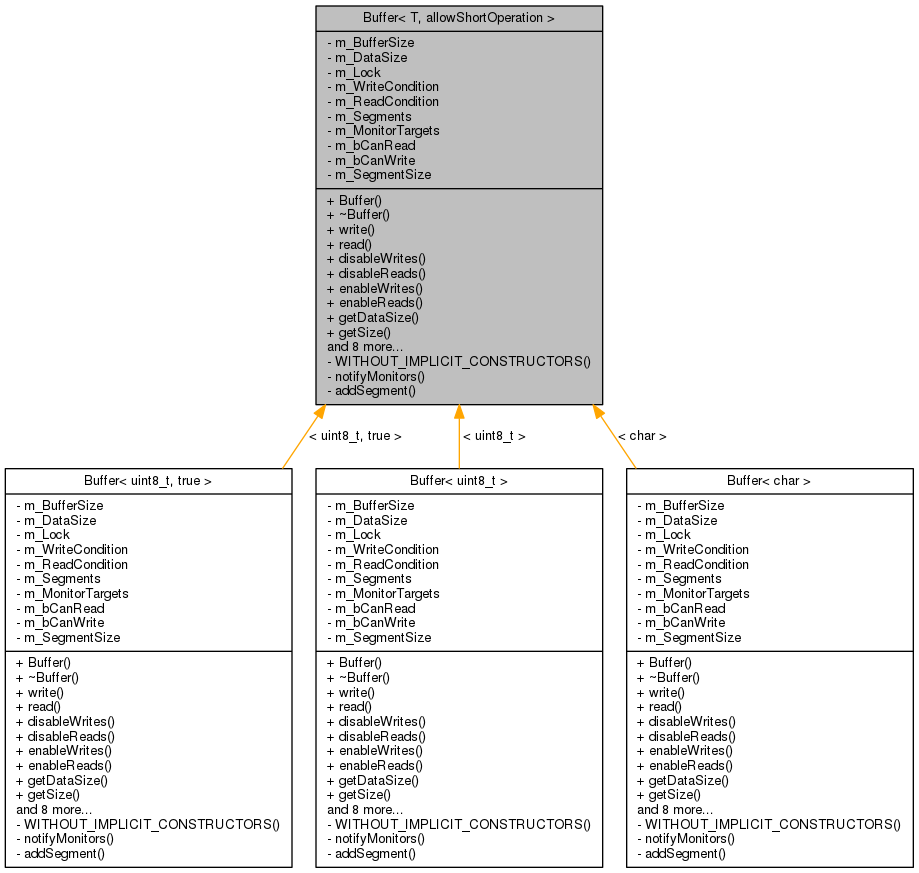 Buffer< T, allowShortOperation >
- m_BufferSize
- m_DataSize
- m_Lock
- m_WriteCondition
- m_ReadCondition
- m_Segments
- m_MonitorTargets
- m_bCanRead
- m_bCanWrite
- m_SegmentSize
+ Buffer()
+ ~Buffer()
+ write()
+ read()
+ disableWrites()
+ disableReads()
+ enableWrites()
+ enableReads()
+ getDataSize()
+ getSize()
and 8 more...
- WITHOUT_IMPLICIT_CONSTRUCTORS()
- notifyMonitors()
- addSegment()
< uint8_t, true >
< uint8_t >
< char >
Buffer< uint8_t, true >
- m_BufferSize
- m_DataSize
- m_Lock
- m_WriteCondition
- m_ReadCondition
- m_Segments
- m_MonitorTargets
- m_bCanRead
- m_bCanWrite
- m_SegmentSize
+ Buffer()
+ ~Buffer()
+ write()
+ read()
+ disableWrites()
+ disableReads()
+ enableWrites()
+ enableReads()
+ getDataSize()
+ getSize()
and 8 more...
- WITHOUT_IMPLICIT_CONSTRUCTORS()
- notifyMonitors()
- addSegment()
Buffer< uint8_t >
- m_BufferSize
- m_DataSize
- m_Lock
- m_WriteCondition
- m_ReadCondition
- m_Segments
- m_MonitorTargets
- m_bCanRead
- m_bCanWrite
- m_SegmentSize
+ Buffer()
+ ~Buffer()
+ write()
+ read()
+ disableWrites()
+ disableReads()
+ enableWrites()
+ enableReads()
+ getDataSize()
+ getSize()
and 8 more...
- WITHOUT_IMPLICIT_CONSTRUCTORS()
- notifyMonitors()
- addSegment()
Buffer< char >
- m_BufferSize
- m_DataSize
- m_Lock
- m_WriteCondition
- m_ReadCondition
- m_Segments
- m_MonitorTargets
- m_bCanRead
- m_bCanWrite
- m_SegmentSize
+ Buffer()
+ ~Buffer()
+ write()
+ read()
+ disableWrites()
+ disableReads()
+ enableWrites()
+ enableReads()
+ getDataSize()
+ getSize()
and 8 more...
- WITHOUT_IMPLICIT_CONSTRUCTORS()
- notifyMonitors()
- addSegment()